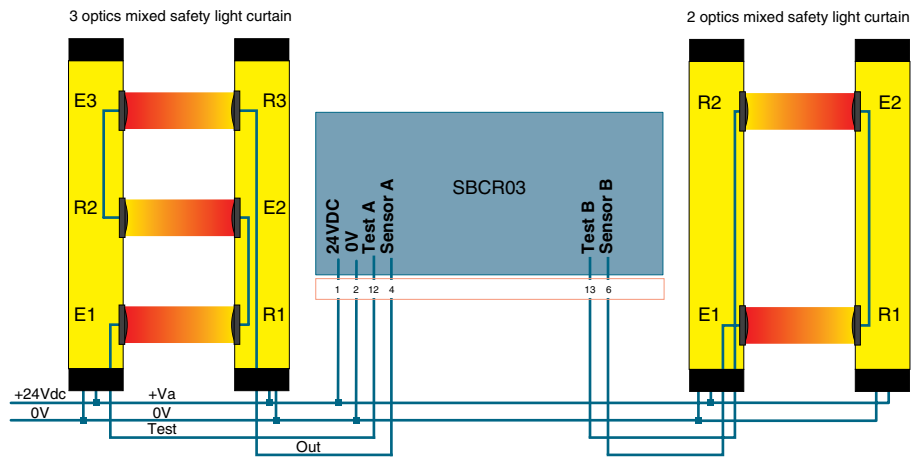 3 optics mixed safety light curtain
2 optics mixed safety light curtain
E3
R3
R2
E2
E1
R1
SBCR03
24VDC
0V
Test A
Sensor A
Test B
Sensor B
1
2
12
4
13
6
R2
E2
E1
R1
+24Vdc
+Va
0V
0V
Test
Out